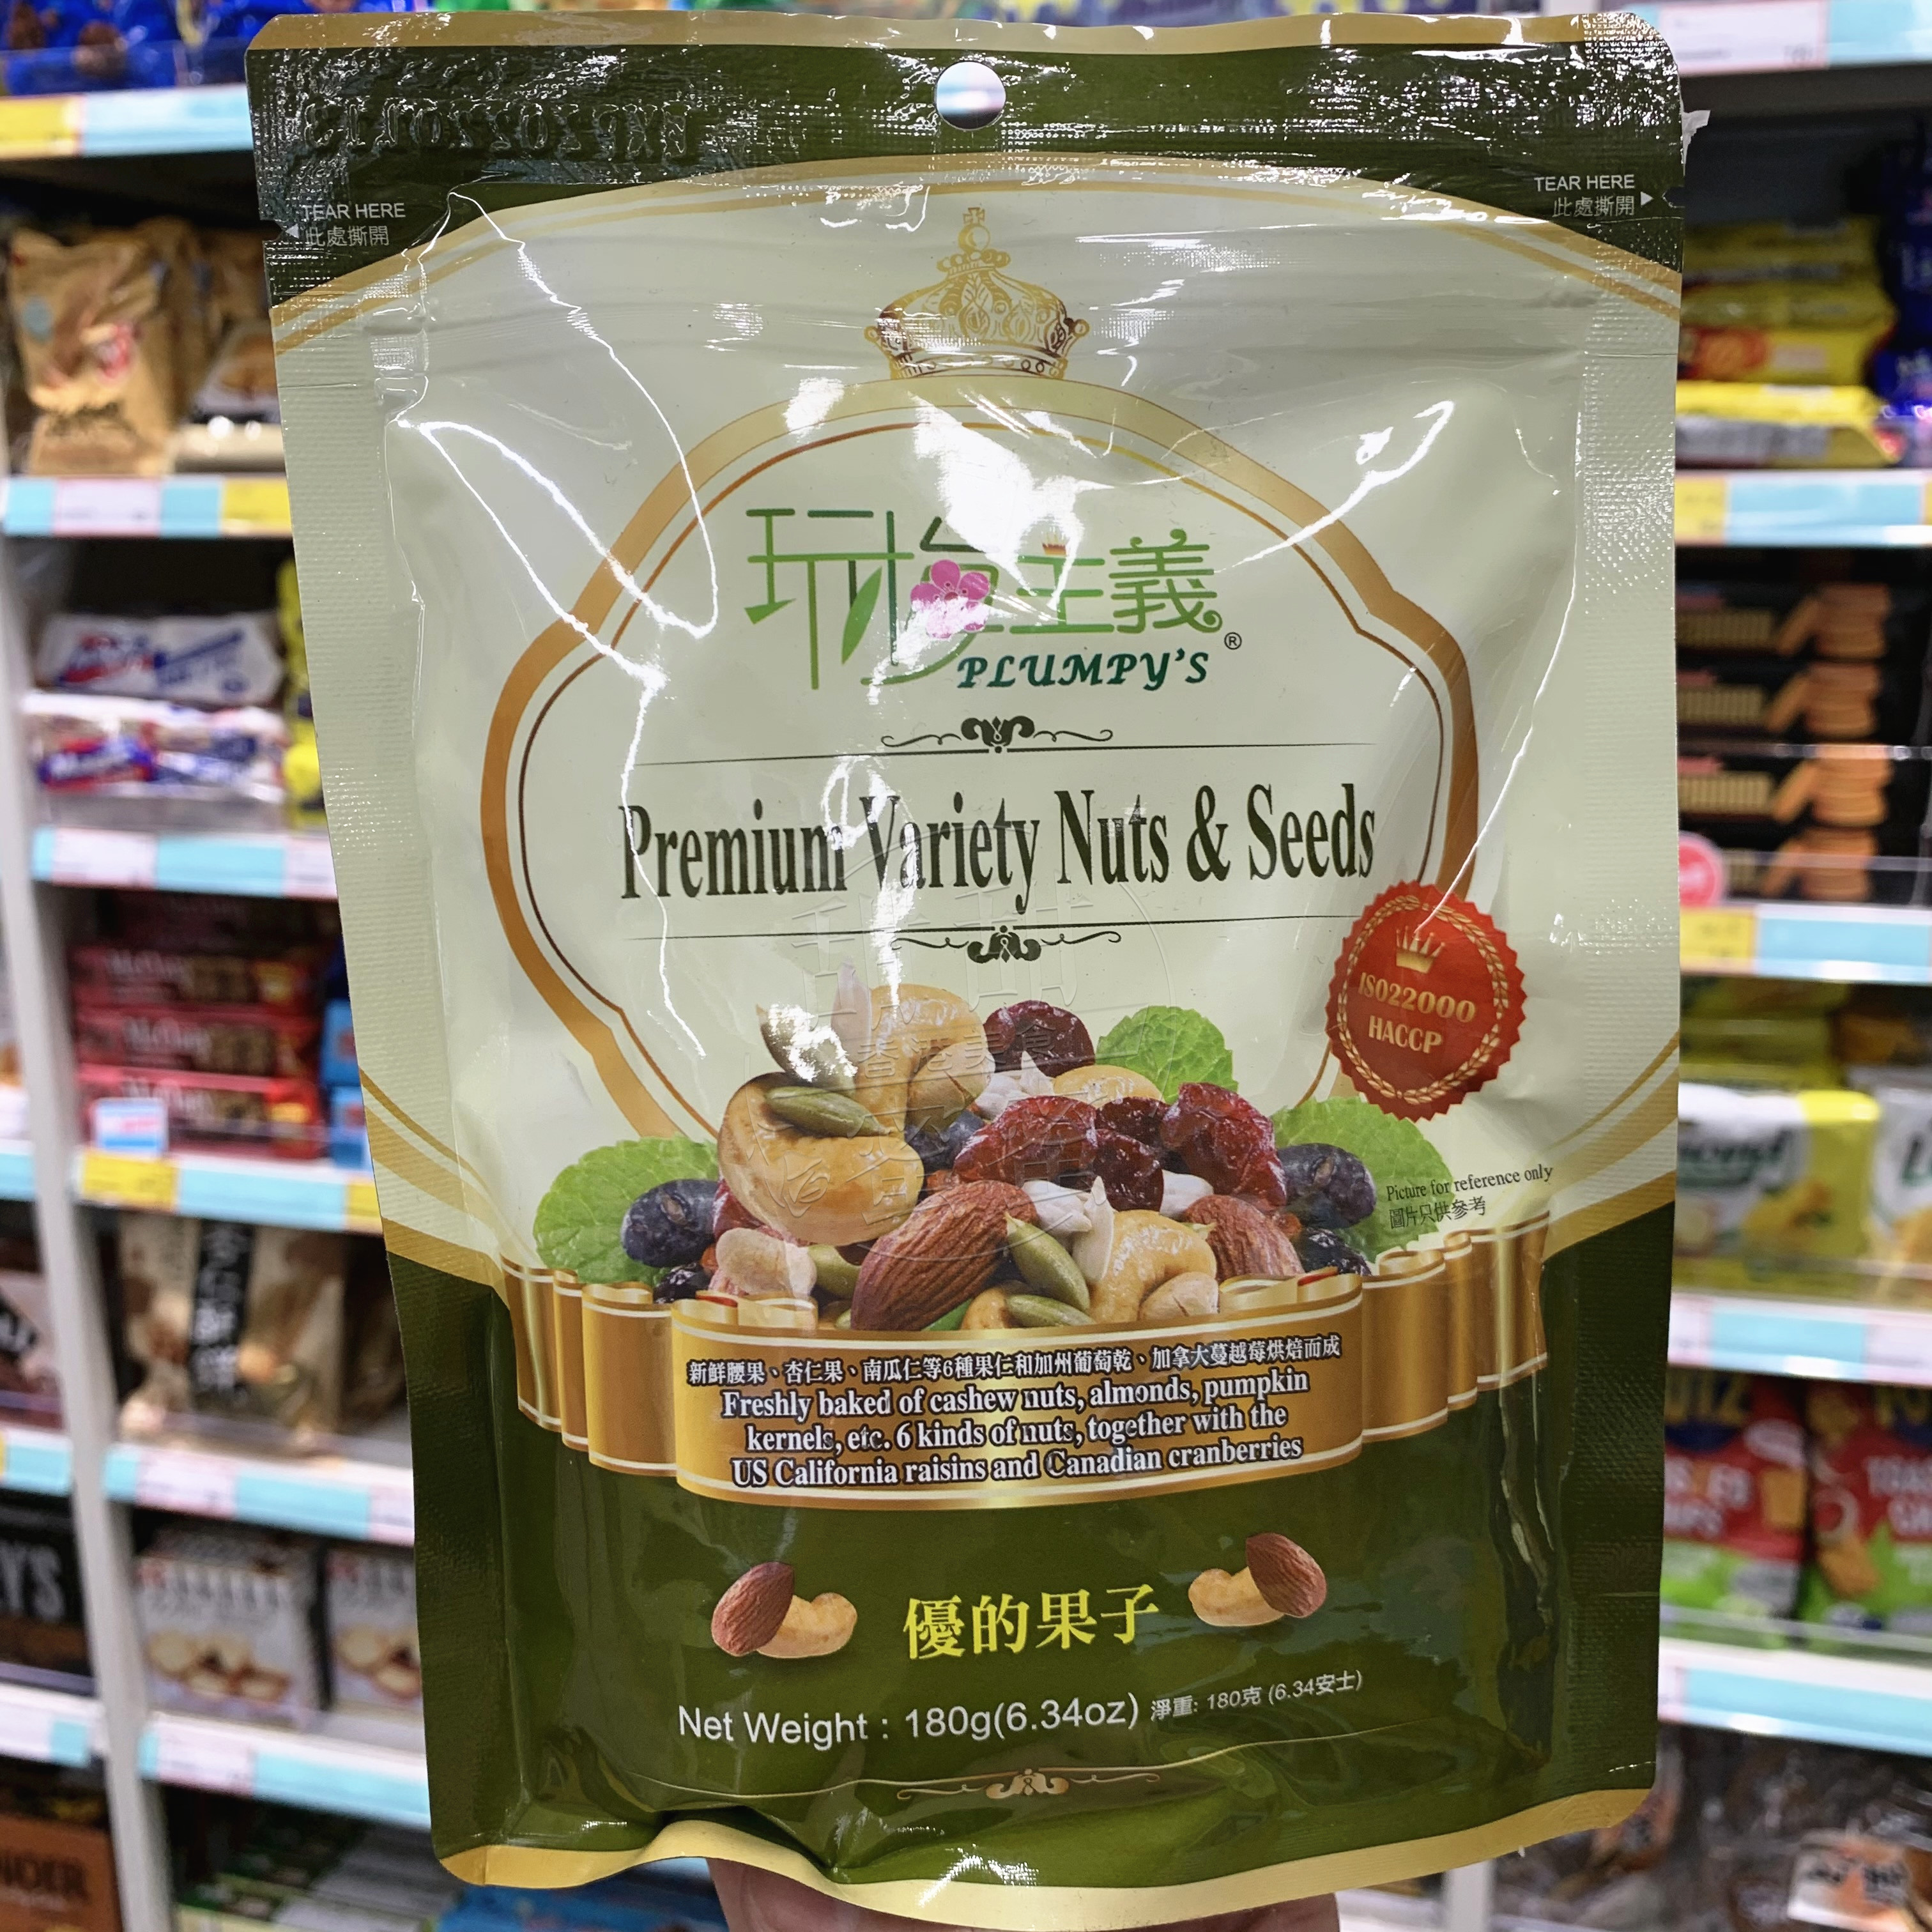 TEAR HERE
此處撕開
TEAR HERE
此處撕開
玩梅主義
PLUMPY'S®
Premium Variety Nuts & Seeds
ISO22000
HACCP
Picture for reference only
圖片只供參考
新鮮腰果、杏仁果、南瓜仁等6種果仁和加州葡萄乾、加拿大蔓越莓烘焙而成
Freshly baked of cashew nuts, almonds, pumpkin
kernels, etc. 6 kinds of nuts, together with the
US California raisins and Canadian cranberries
優的果子
Net Weight : 180g(6.34oz) 淨重: 180克 (6.34安士)